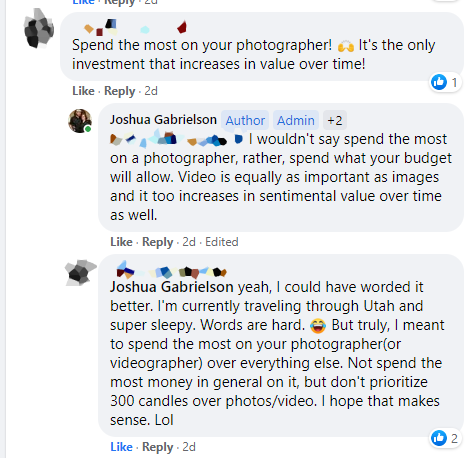 Like · Reply · 2d
Spend the most on your photographer! 🙌 It's the only
investment that increases in value over time!
1
Like · Reply · 2d
Joshua Gabrielson Author Admin +2
I wouldn't say spend the most
on a photographer, rather, spend what your budget
will allow. Video is equally as important as images
and it too increases in sentimental value over time
as well.
Like · Reply · 2d · Edited
Joshua Gabrielson yeah, I could have worded it
better. I'm currently traveling through Utah and
super sleepy. Words are hard. 😂 But truly, I meant
to spend the most on your photographer(or
videographer) over everything else. Not spend the
most money in general on it, but don't prioritize
300 candles over photos/video. I hope that makes
sense. Lol
2
Like · Reply · 2d